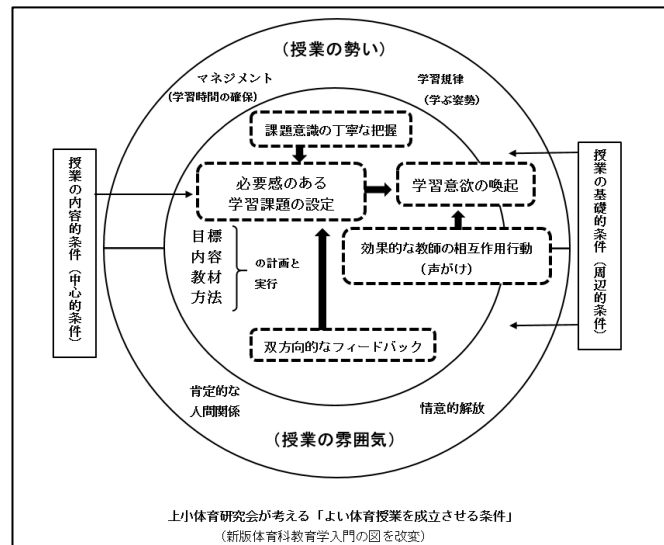 (授業の勢い)
マネジメント
(学習時間の確保)
学習規律
(学ぶ姿勢)
課題意識の丁寧な把握
授業の内容的条件(中心的条件)
必要感のある
学習課題の設定
学習意欲の喚起
授業の基礎的条件(周辺的条件)
目標
内容
教材
方法
の計画と
実行
効果的な教師の相互作用行動
(声がけ)
双方向的なフィードバック
肯定的な
人間関係
情意的解放
(授業の雰囲気)
上小体育研究会が考える「よい体育授業を成立させる条件」
(新版体育科教育学入門の図を改変)